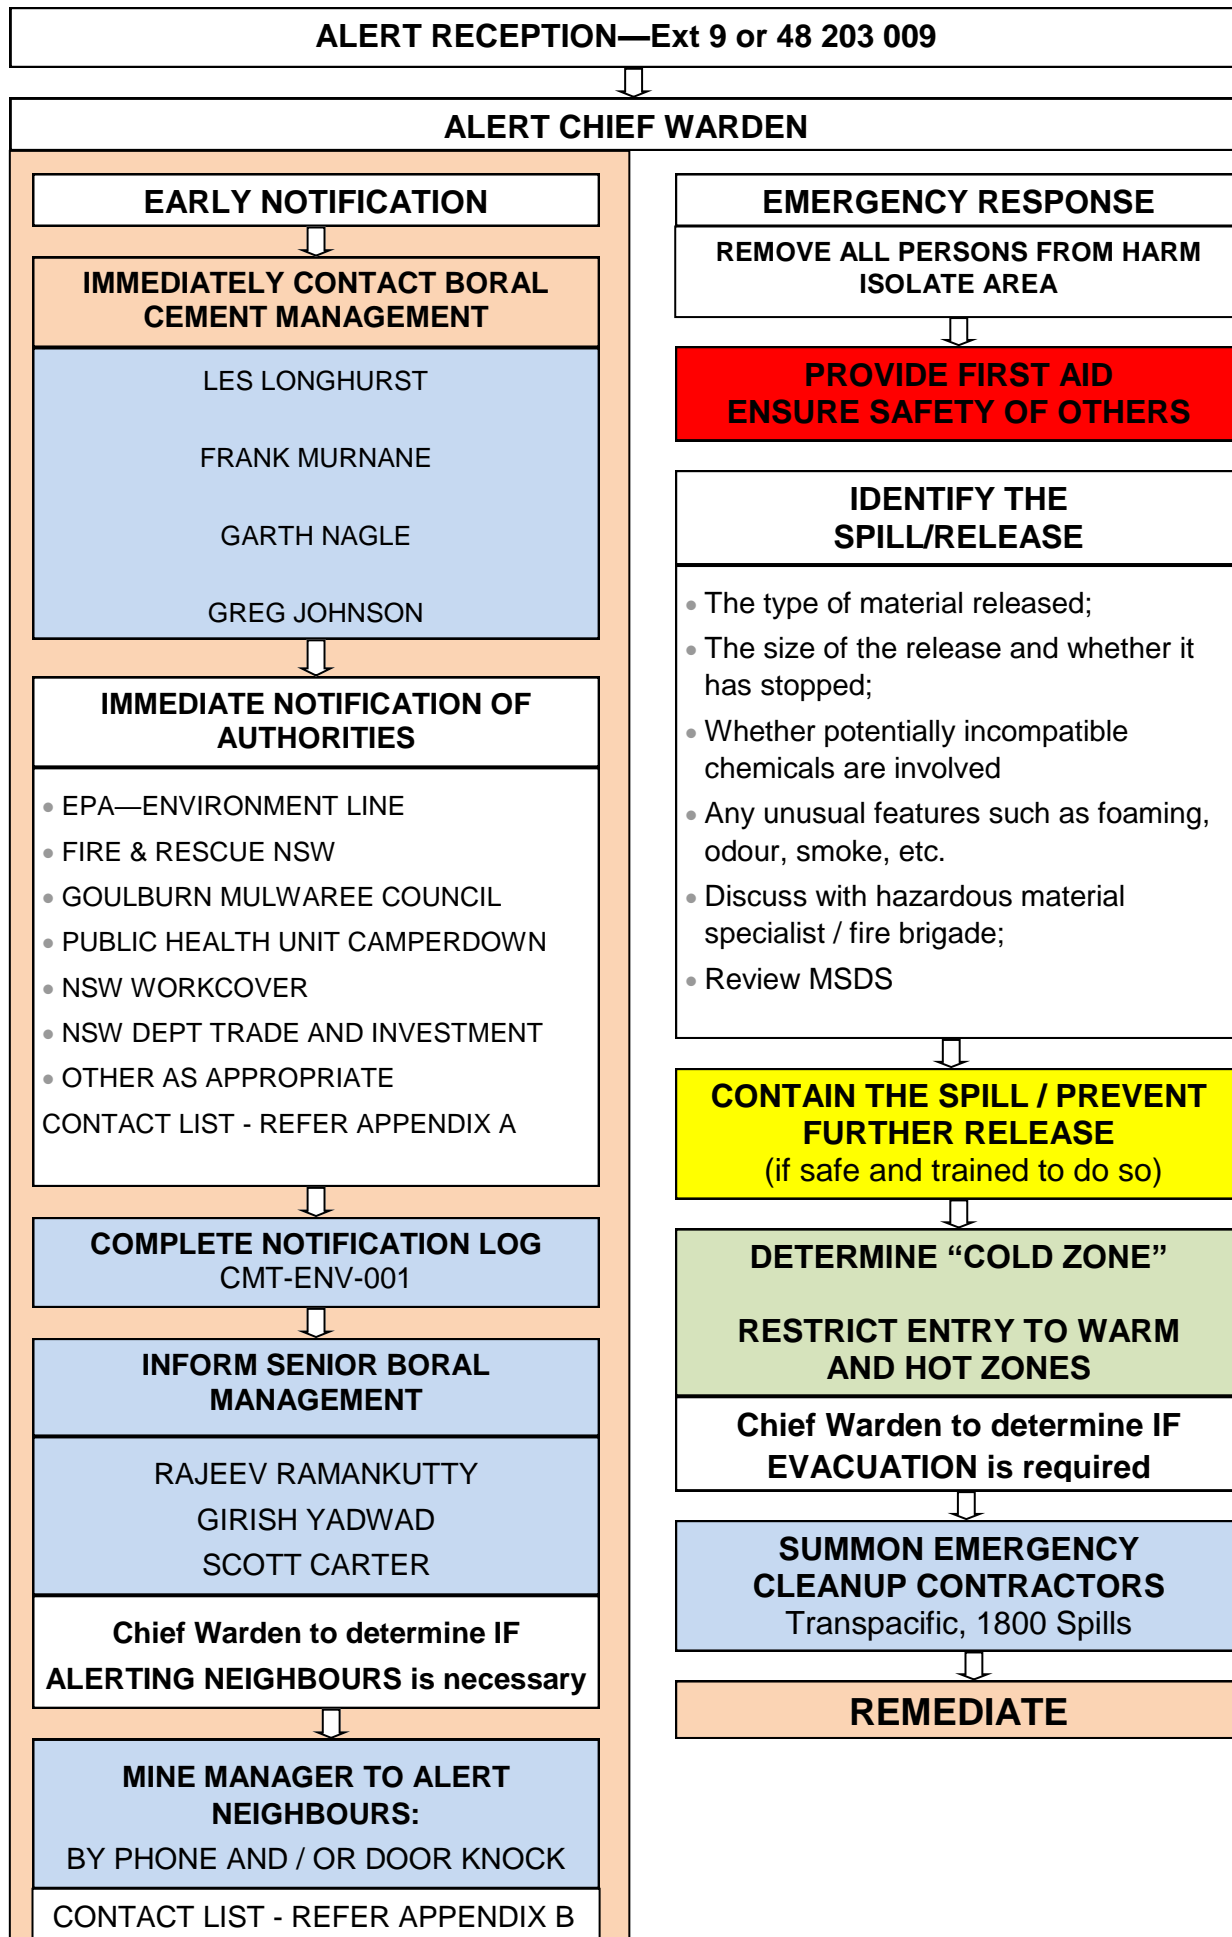 ALERT RECEPTION—Ext 9 or 48 203 009
ALERT CHIEF WARDEN
EARLY NOTIFICATION
IMMEDIATELY CONTACT BORAL
CEMENT MANAGEMENT
LES LONGHURST
FRANK MURNANE
GARTH NAGLE
GREG JOHNSON
IMMEDIATE NOTIFICATION OF
AUTHORITIES
• EPA—ENVIRONMENT LINE
• FIRE & RESCUE NSW
• GOULBURN MULWAREE COUNCIL
• PUBLIC HEALTH UNIT CAMPERDOWN
• NSW WORKCOVER
• NSW DEPT TRADE AND INVESTMENT
• OTHER AS APPROPRIATE
CONTACT LIST - REFER APPENDIX A
COMPLETE NOTIFICATION LOG
CMT-ENV-001
INFORM SENIOR BORAL
MANAGEMENT
RAJEEV RAMANKUTTY
GIRISH YADWAD
SCOTT CARTER
Chief Warden to determine IF
ALERTING NEIGHBOURS is necessary
MINE MANAGER TO ALERT
NEIGHBOURS:
BY PHONE AND / OR DOOR KNOCK
CONTACT LIST - REFER APPENDIX B
EMERGENCY RESPONSE
REMOVE ALL PERSONS FROM HARM
ISOLATE AREA
PROVIDE FIRST AID
ENSURE SAFETY OF OTHERS
IDENTIFY THE
SPILL/RELEASE
• The type of material released;
• The size of the release and whether it
has stopped;
• Whether potentially incompatible
chemicals are involved
• Any unusual features such as foaming,
odour, smoke, etc.
• Discuss with hazardous material
specialist / fire brigade;
• Review MSDS
CONTAIN THE SPILL / PREVENT
FURTHER RELEASE
(if safe and trained to do so)
DETERMINE “COLD ZONE”
RESTRICT ENTRY TO WARM
AND HOT ZONES
Chief Warden to determine IF
EVACUATION is required
SUMMON EMERGENCY
CLEANUP CONTRACTORS
Transpacific, 1800 Spills
REMEDIATE